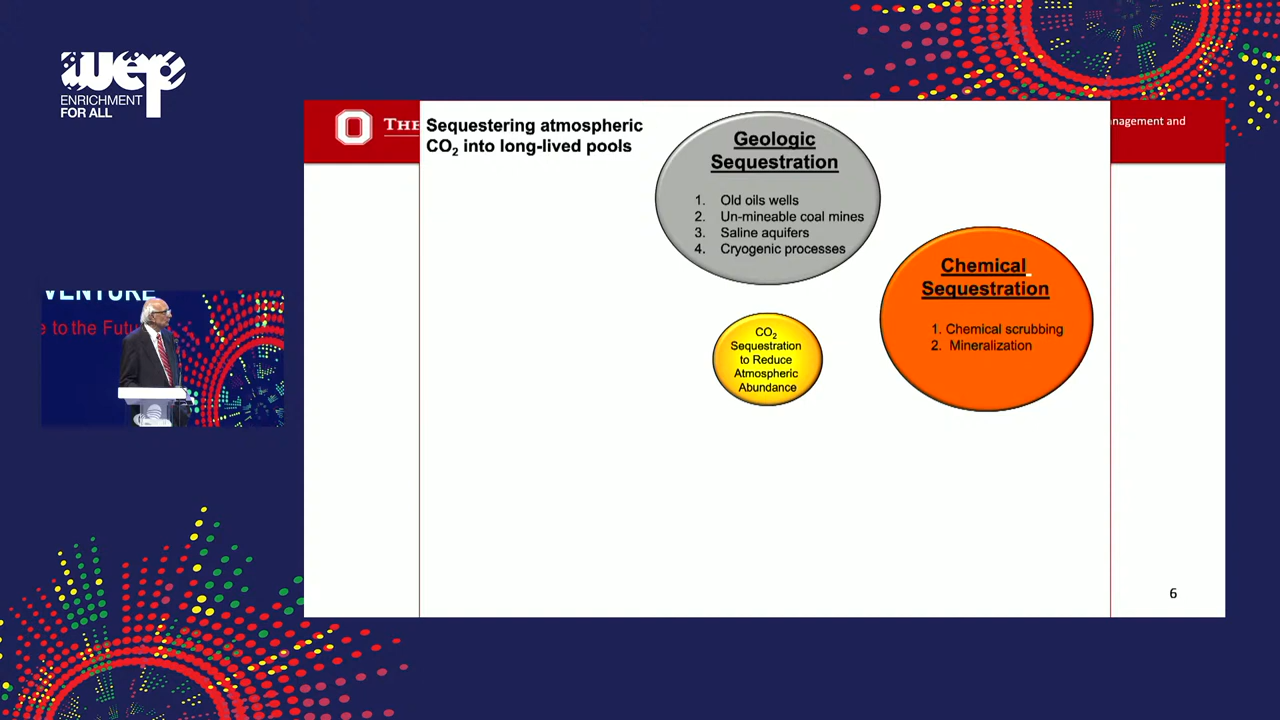 wep
ENRICHMENT
FOR ALL
THE
nagement and
Sequestering atmospheric
CO₂ into long-lived pools
Geologic
Sequestration
1. Old oils wells
2. Un-mineable coal mines
3. Saline aquifers
4. Cryogenic processes
Chemical
Sequestration
1. Chemical scrubbing
2. Mineralization
CO₂
Sequestration
to Reduce
Atmospheric
Abundance
VENTURE
e to the Futu
6